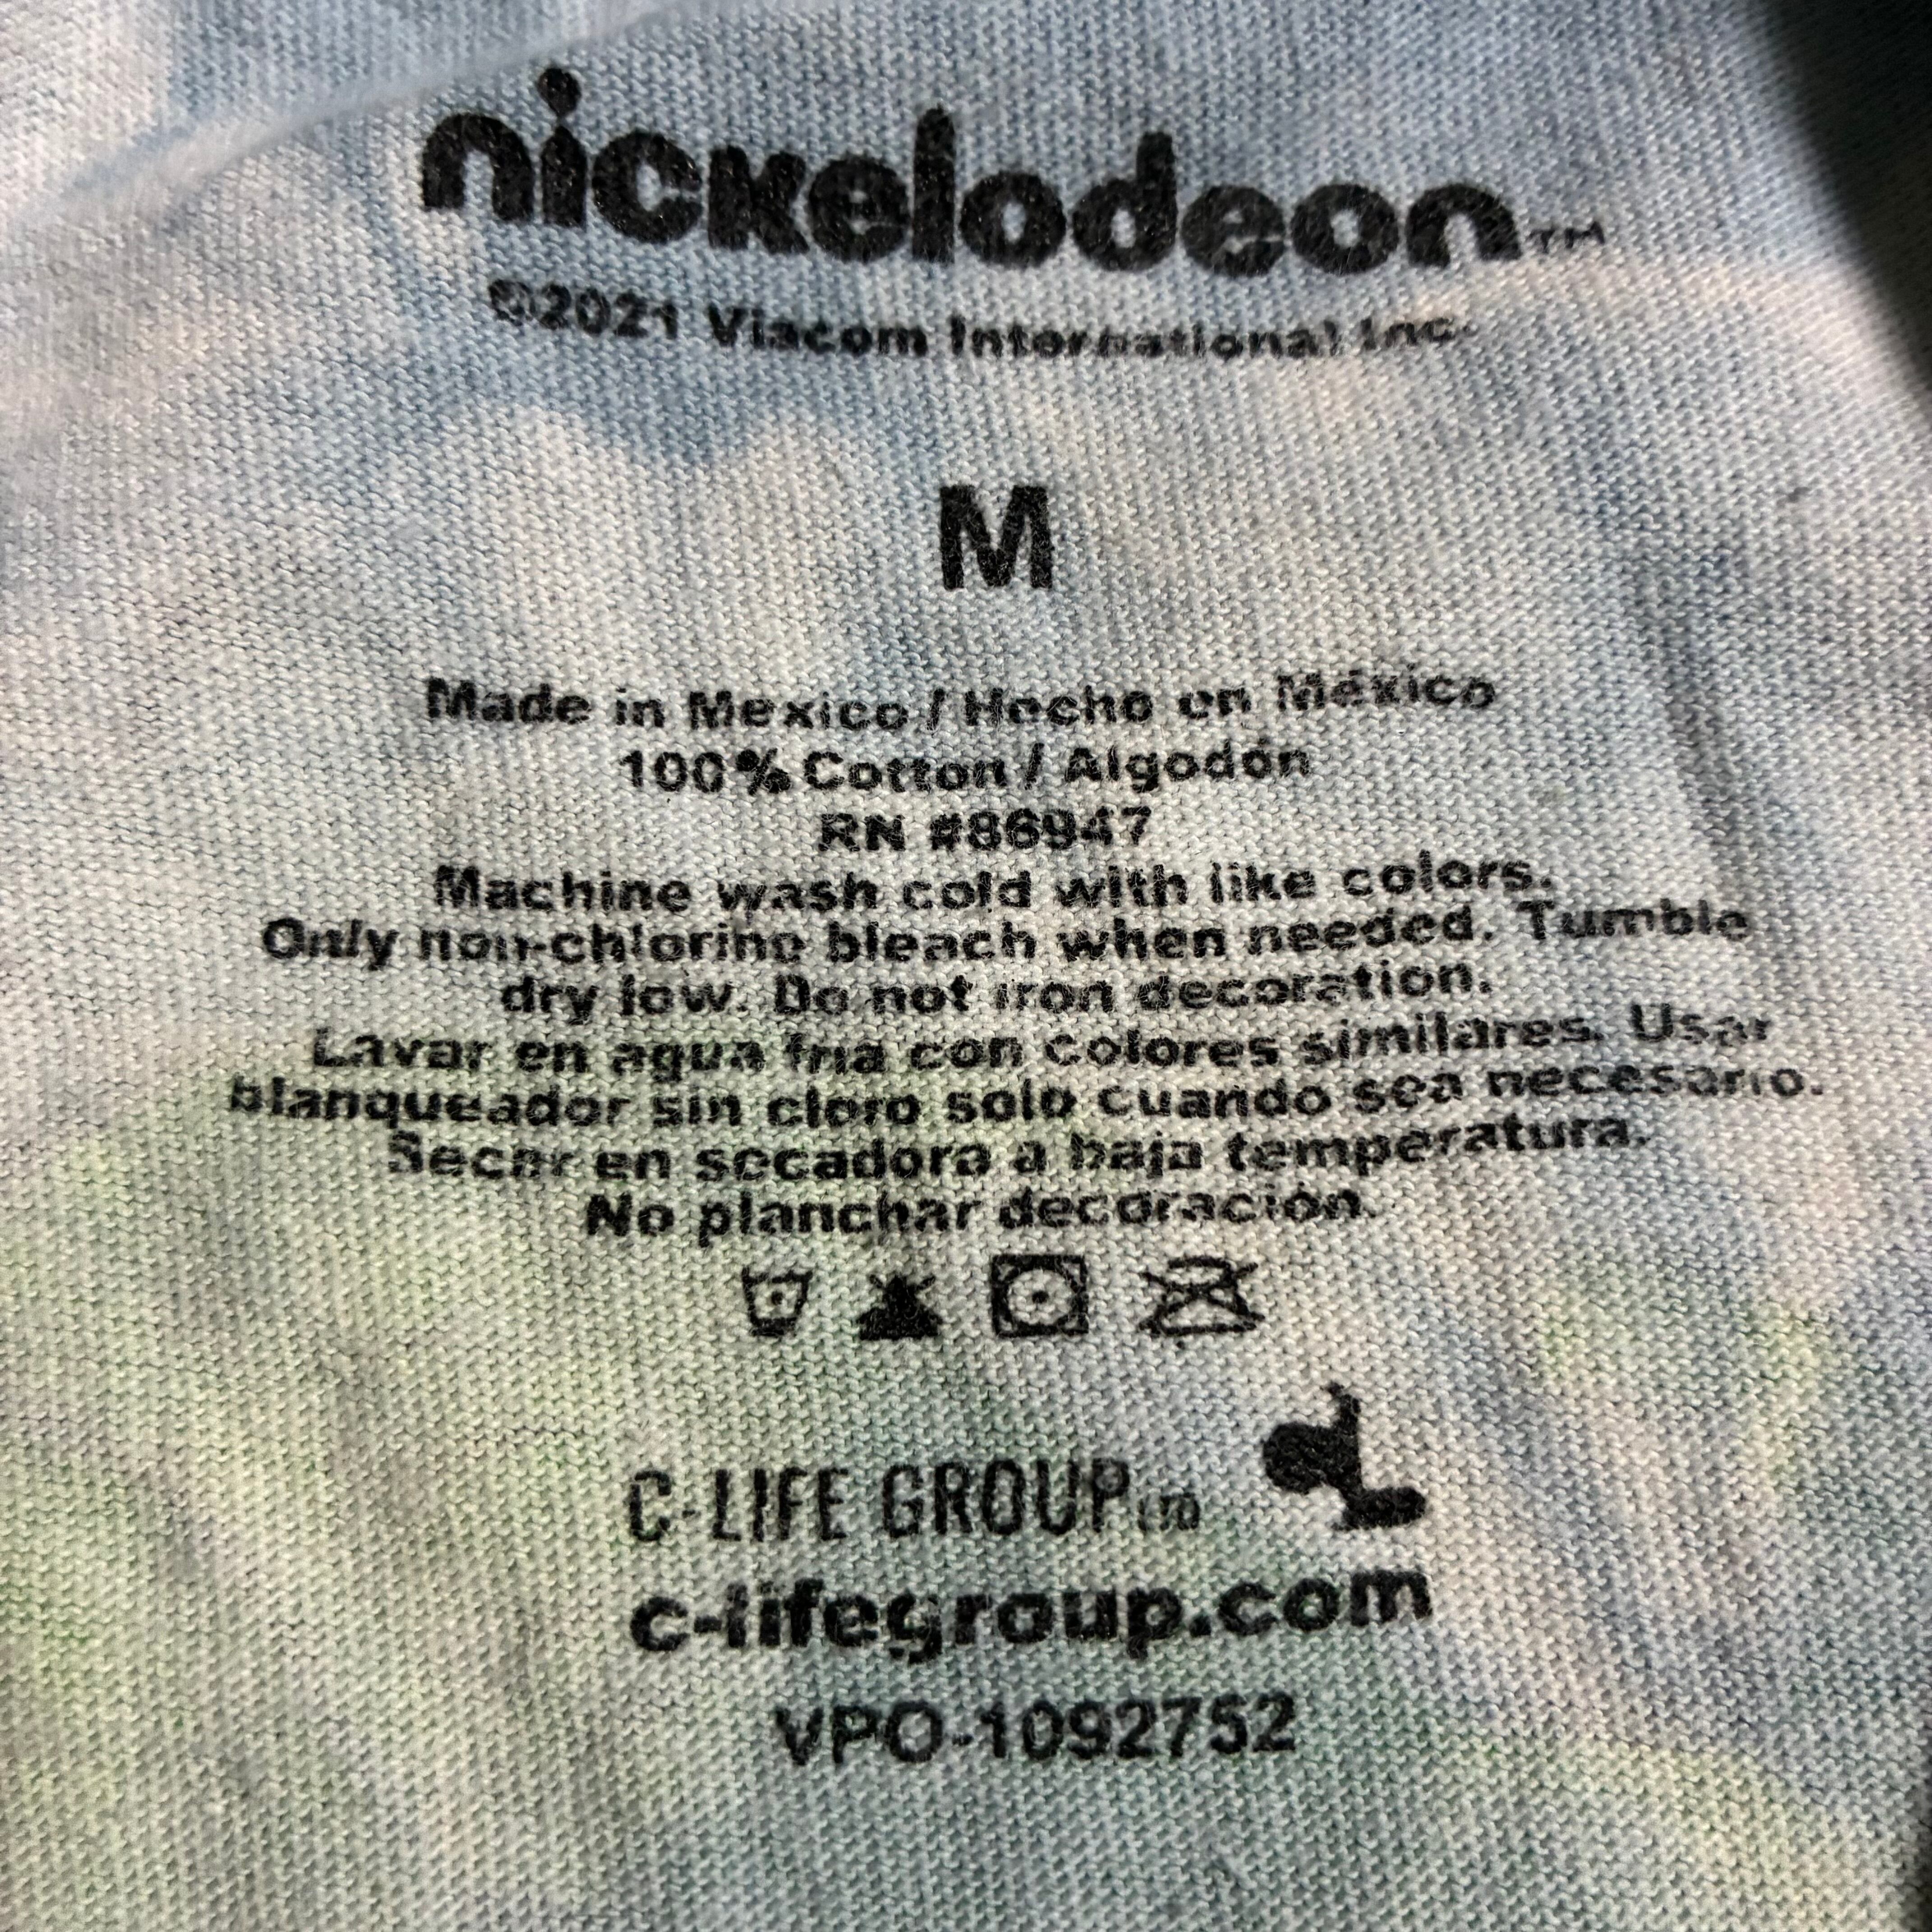 nickelodeon™
©2021 Viacom International Inc.
M
Made in Mexico / Hecho en México
100% Cotton / Algodón
RN #86947
Machine wash cold with like colors.
Only non-chlorine bleach when needed. Tumble
dry low. Do not iron decoration.
Lavar en agua fria con colores similares. Usar
blanqueador sin cloro solo cuando sea necesario.
Secar en secadora a baja temperatura.
No planchar decoración.
C-LIFE GROUP LTD
c-lifegroup.com
VPO-1092752